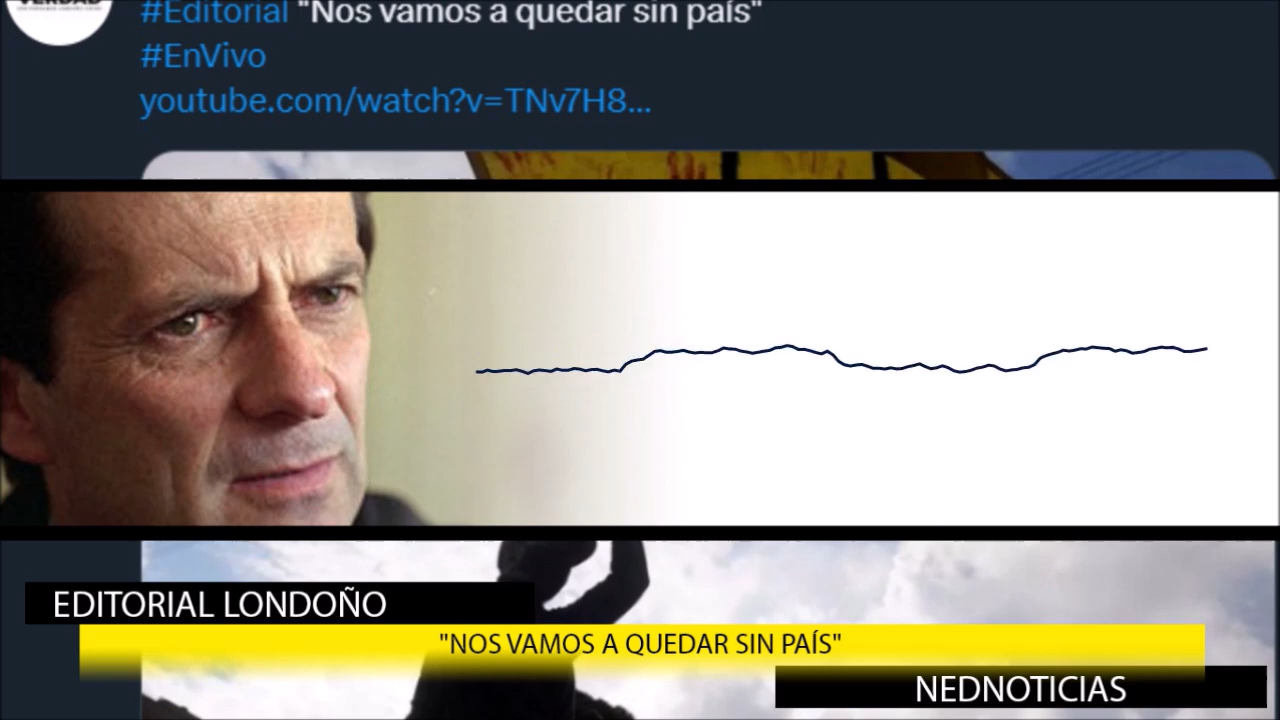 VERDAD
#Editorial "Nos vamos a quedar sin país"
#EnVivo
youtube.com/watch?v=TNv7H8...
EDITORIAL LONDOÑO
"NOS VAMOS A QUEDAR SIN PAÍS"
NEDNOTICIAS